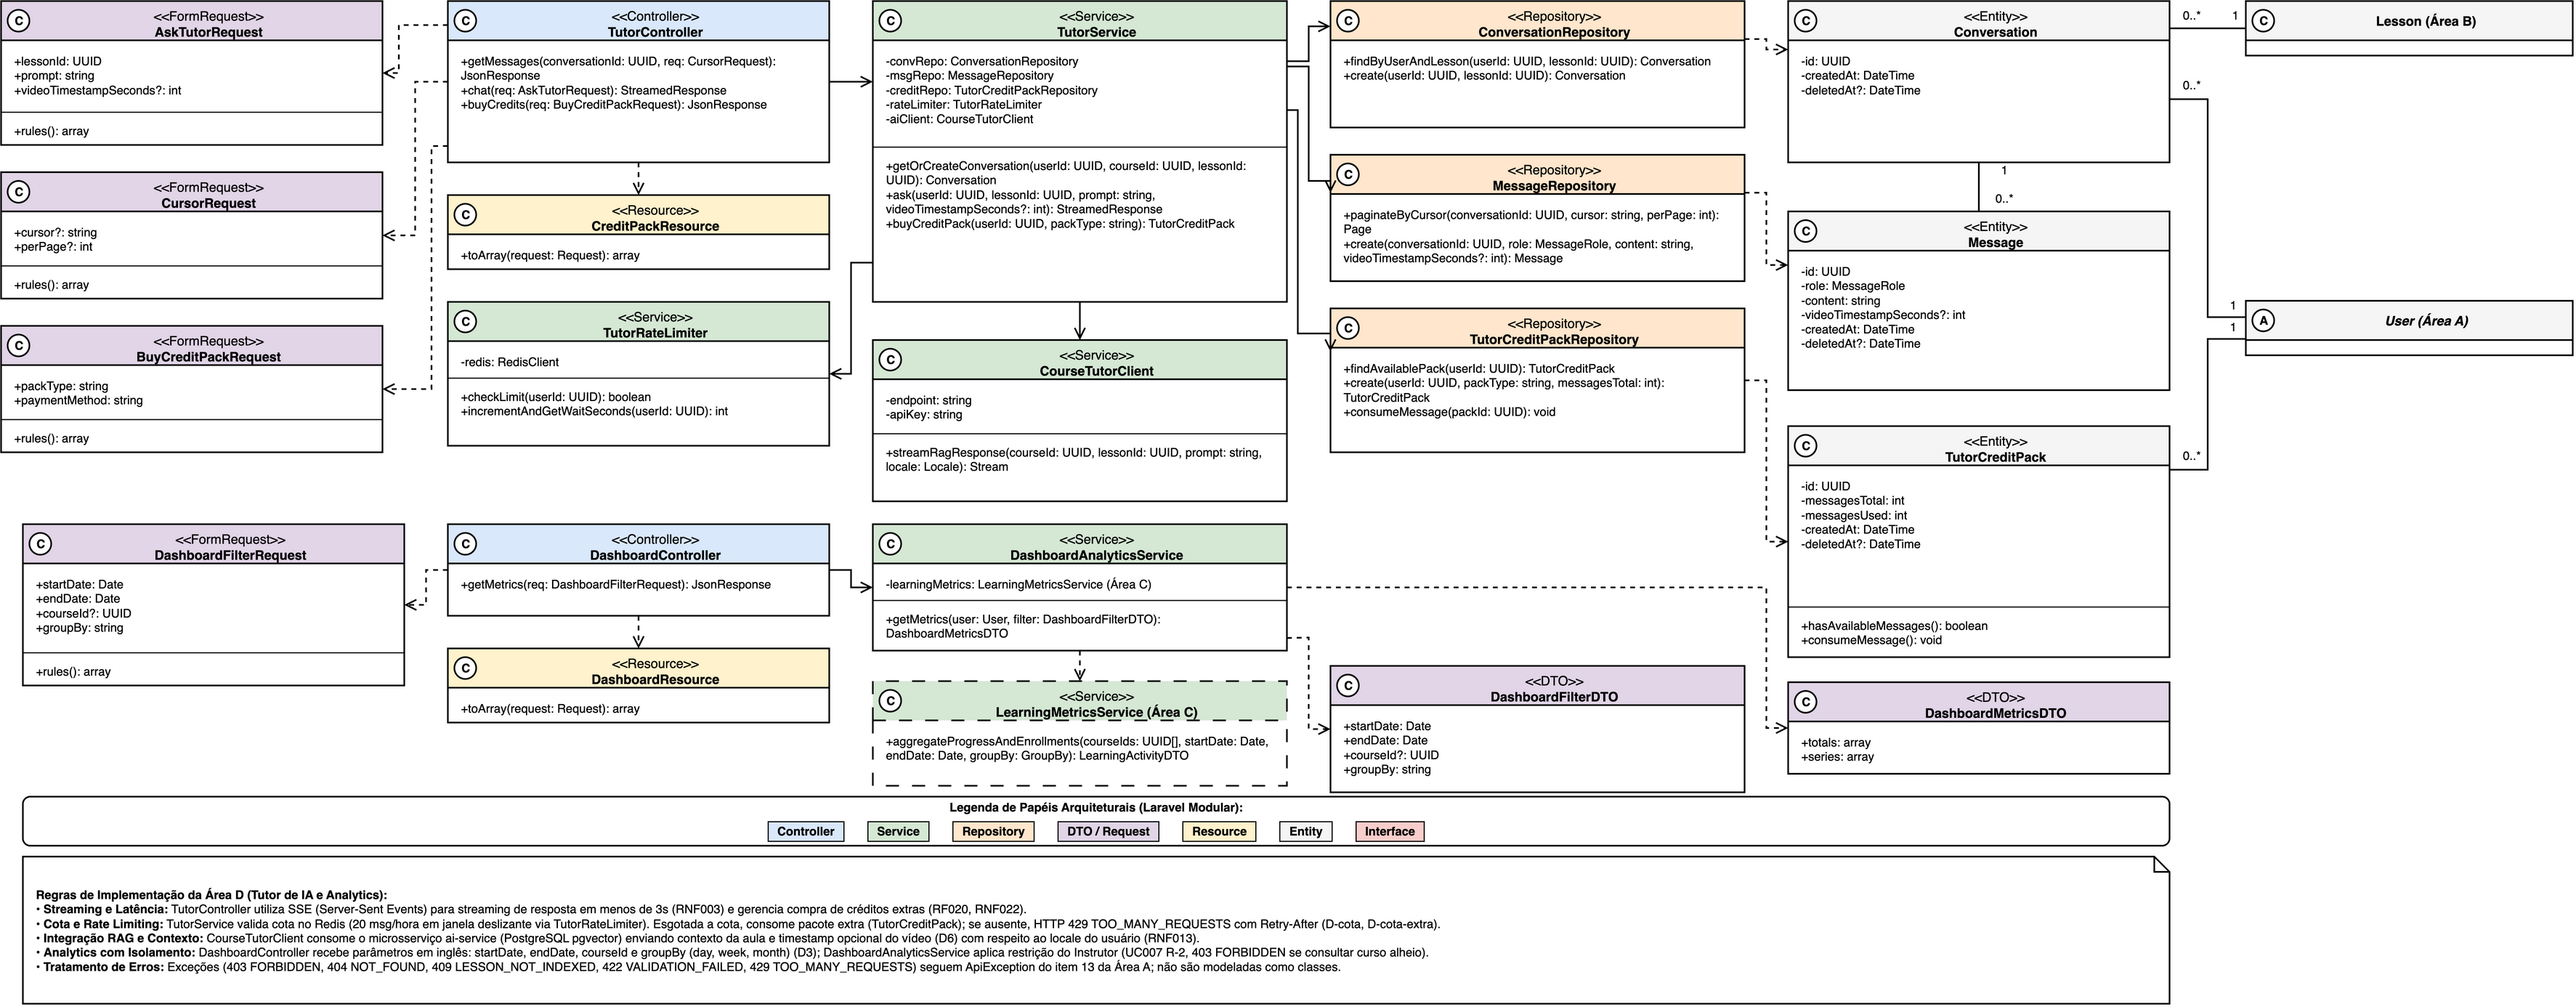 C
<<FormRequest>>
AskTutorRequest
+lessonId: UUID
+prompt: string
+videoTimestampSeconds?: int
+rules(): array
C
<<FormRequest>>
CursorRequest
+cursor?: string
+perPage?: int
+rules(): array
C
<<FormRequest>>
BuyCreditPackRequest
+packType: string
+paymentMethod: string
+rules(): array
C
<<Controller>>
TutorController
+getMessages(conversationId: UUID, req: CursorRequest):
JsonResponse
+chat(req: AskTutorRequest): StreamedResponse
+buyCredits(req: BuyCreditPackRequest): JsonResponse
C
<<Resource>>
CreditPackResource
+toArray(request: Request): array
C
<<Service>>
TutorRateLimiter
-redis: RedisClient
+checkLimit(userId: UUID): boolean
+incrementAndGetWaitSeconds(userId: UUID): int
C
<<Service>>
TutorService
-convRepo: ConversationRepository
-msgRepo: MessageRepository
-creditRepo: TutorCreditPackRepository
-rateLimiter: TutorRateLimiter
-aiClient: CourseTutorClient
+getOrCreateConversation(userId: UUID, courseId: UUID, lessonId:
UUID): Conversation
+ask(userId: UUID, lessonId: UUID, prompt: string,
videoTimestampSeconds?: int): StreamedResponse
+buyCreditPack(userId: UUID, packType: string): TutorCreditPack
C
<<Service>>
CourseTutorClient
-endpoint: string
-apiKey: string
+streamRagResponse(courseId: UUID, lessonId: UUID, prompt: string,
locale: Locale): Stream
C
<<Repository>>
ConversationRepository
+findByUserAndLesson(userId: UUID, lessonId: UUID): Conversation
+create(userId: UUID, lessonId: UUID): Conversation
C
<<Repository>>
MessageRepository
+paginateByCursor(conversationId: UUID, cursor: string, perPage: int):
Page
+create(conversationId: UUID, role: MessageRole, content: string,
videoTimestampSeconds?: int): Message
C
<<Repository>>
TutorCreditPackRepository
+findAvailablePack(userId: UUID): TutorCreditPack
+create(userId: UUID, packType: string, messagesTotal: int):
TutorCreditPack
+consumeMessage(packId: UUID): void
C
<<Entity>>
Conversation
-id: UUID
-createdAt: DateTime
-deletedAt?: DateTime
0..*
1
C
Lesson (Área B)
0..*
1
0..*
C
<<Entity>>
Message
-id: UUID
-role: MessageRole
-content: string
-videoTimestampSeconds?: int
-createdAt: DateTime
-deletedAt?: DateTime
1
1
A
User (Área A)
0..*
C
<<Entity>>
TutorCreditPack
-id: UUID
-messagesTotal: int
-messagesUsed: int
-createdAt: DateTime
-deletedAt?: DateTime
+hasAvailableMessages(): boolean
+consumeMessage(): void
C
<<FormRequest>>
DashboardFilterRequest
+startDate: Date
+endDate: Date
+courseId?: UUID
+groupBy: string
+rules(): array
C
<<Controller>>
DashboardController
+getMetrics(req: DashboardFilterRequest): JsonResponse
C
<<Resource>>
DashboardResource
+toArray(request: Request): array
C
<<Service>>
DashboardAnalyticsService
-learningMetrics: LearningMetricsService (Área C)
+getMetrics(user: User, filter: DashboardFilterDTO):
DashboardMetricsDTO
C
<<Service>>
LearningMetricsService (Área C)
+aggregateProgressAndEnrollments(courseIds: UUID[], startDate: Date,
endDate: Date, groupBy: GroupBy): LearningActivityDTO
C
<<DTO>>
DashboardFilterDTO
+startDate: Date
+endDate: Date
+courseId?: UUID
+groupBy: string
C
<<DTO>>
DashboardMetricsDTO
+totals: array
+series: array
Legenda de Papéis Arquiteturais (Laravel Modular):
Controller Service Repository DTO / Request Resource Entity Interface
Regras de Implementação da Área D (Tutor de IA e Analytics):
• Streaming e Latência: TutorController utiliza SSE (Server-Sent Events) para streaming de resposta em menos de 3s (RNF003) e gerencia compra de créditos extras (RF020, RNF022).
• Cota e Rate Limiting: TutorService valida cota no Redis (20 msg/hora em janela deslizante via TutorRateLimiter). Esgotada a cota, consome pacote extra (TutorCreditPack); se ausente, HTTP 429 TOO_MANY_REQUESTS com Retry-After (D-cota, D-cota-extra).
• Integração RAG e Contexto: CourseTutorClient consome o microsserviço ai-service (PostgreSQL pgvector) enviando contexto da aula e timestamp opcional do vídeo (D6) com respeito ao locale do usuário (RNF013).
• Analytics com Isolamento: DashboardController recebe parâmetros em inglês: startDate, endDate, courseId e groupBy (day, week, month) (D3); DashboardAnalyticsService aplica restrição do Instrutor (UC007 R-2, 403 FORBIDDEN se consultar curso alheio).
• Tratamento de Erros: Exceções (403 FORBIDDEN, 404 NOT_FOUND, 409 LESSON_NOT_INDEXED, 422 VALIDATION_FAILED, 429 TOO_MANY_REQUESTS) seguem ApiException do item 13 da Área A; não são modeladas como classes.